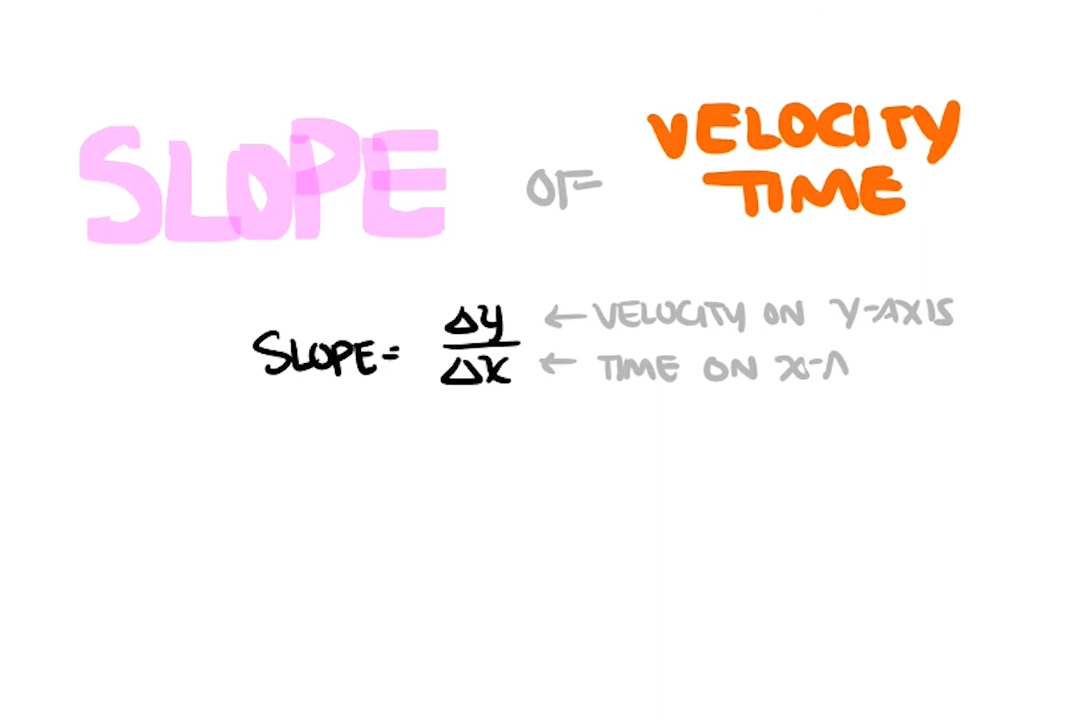 SLOPE OF VELOCITY
TIME
SLOPE = Δy ← VELOCITY ON Y-AXIS
Δx ← TIME ON X-A